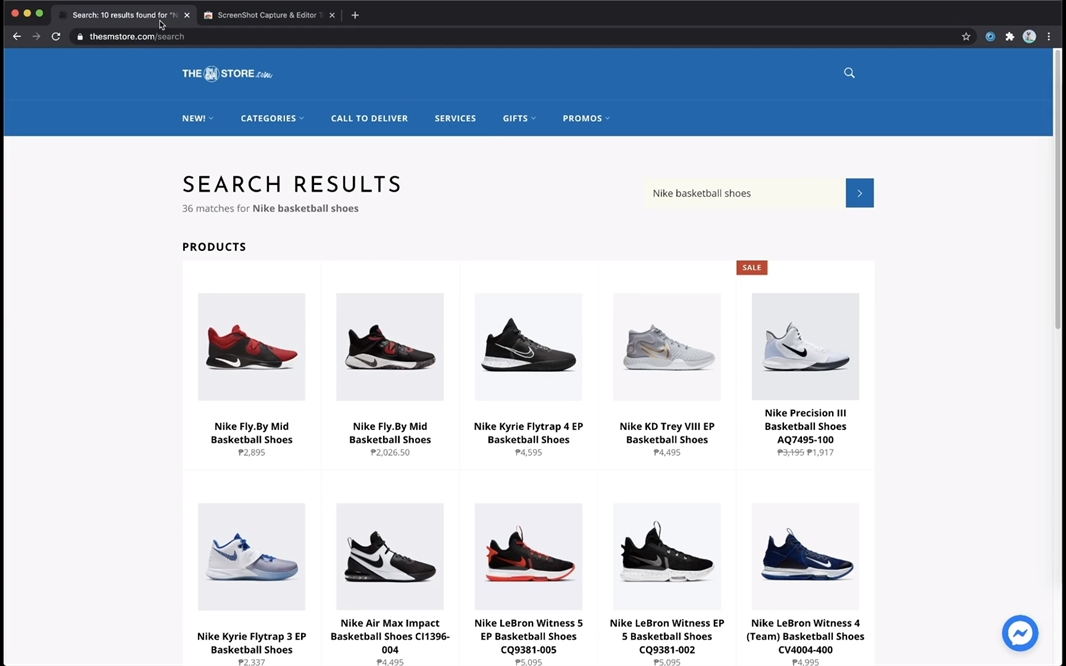 Search: 10 results found for "N
ScreenShot Capture & Editor T
thesmstore.com/search
THE SM STORE.com
NEW!
CATEGORIES
CALL TO DELIVER
SERVICES
GIFTS
PROMOS
SEARCH RESULTS
Nike basketball shoes
36 matches for Nike basketball shoes
PRODUCTS
SALE
Nike Fly.By Mid
Basketball Shoes
₱2,895
Nike Fly.By Mid
Basketball Shoes
₱2,026.50
Nike Kyrie Flytrap 4 EP
Basketball Shoes
₱4,595
Nike KD Trey VIII EP
Basketball Shoes
₱4,495
Nike Precision III
Basketball Shoes
AQ7495-100
₱3,195 ₱1,917
Nike Kyrie Flytrap 3 EP
Basketball Shoes
₱2,337
Nike Air Max Impact
Basketball Shoes CI1396-
004
₱4,495
Nike LeBron Witness 5
EP Basketball Shoes
CQ9381-005
₱5,095
Nike LeBron Witness EP
5 Basketball Shoes
CQ9381-002
₱5,095
Nike LeBron Witness 4
(Team) Basketball Shoes
CV4004-400
₱4,995